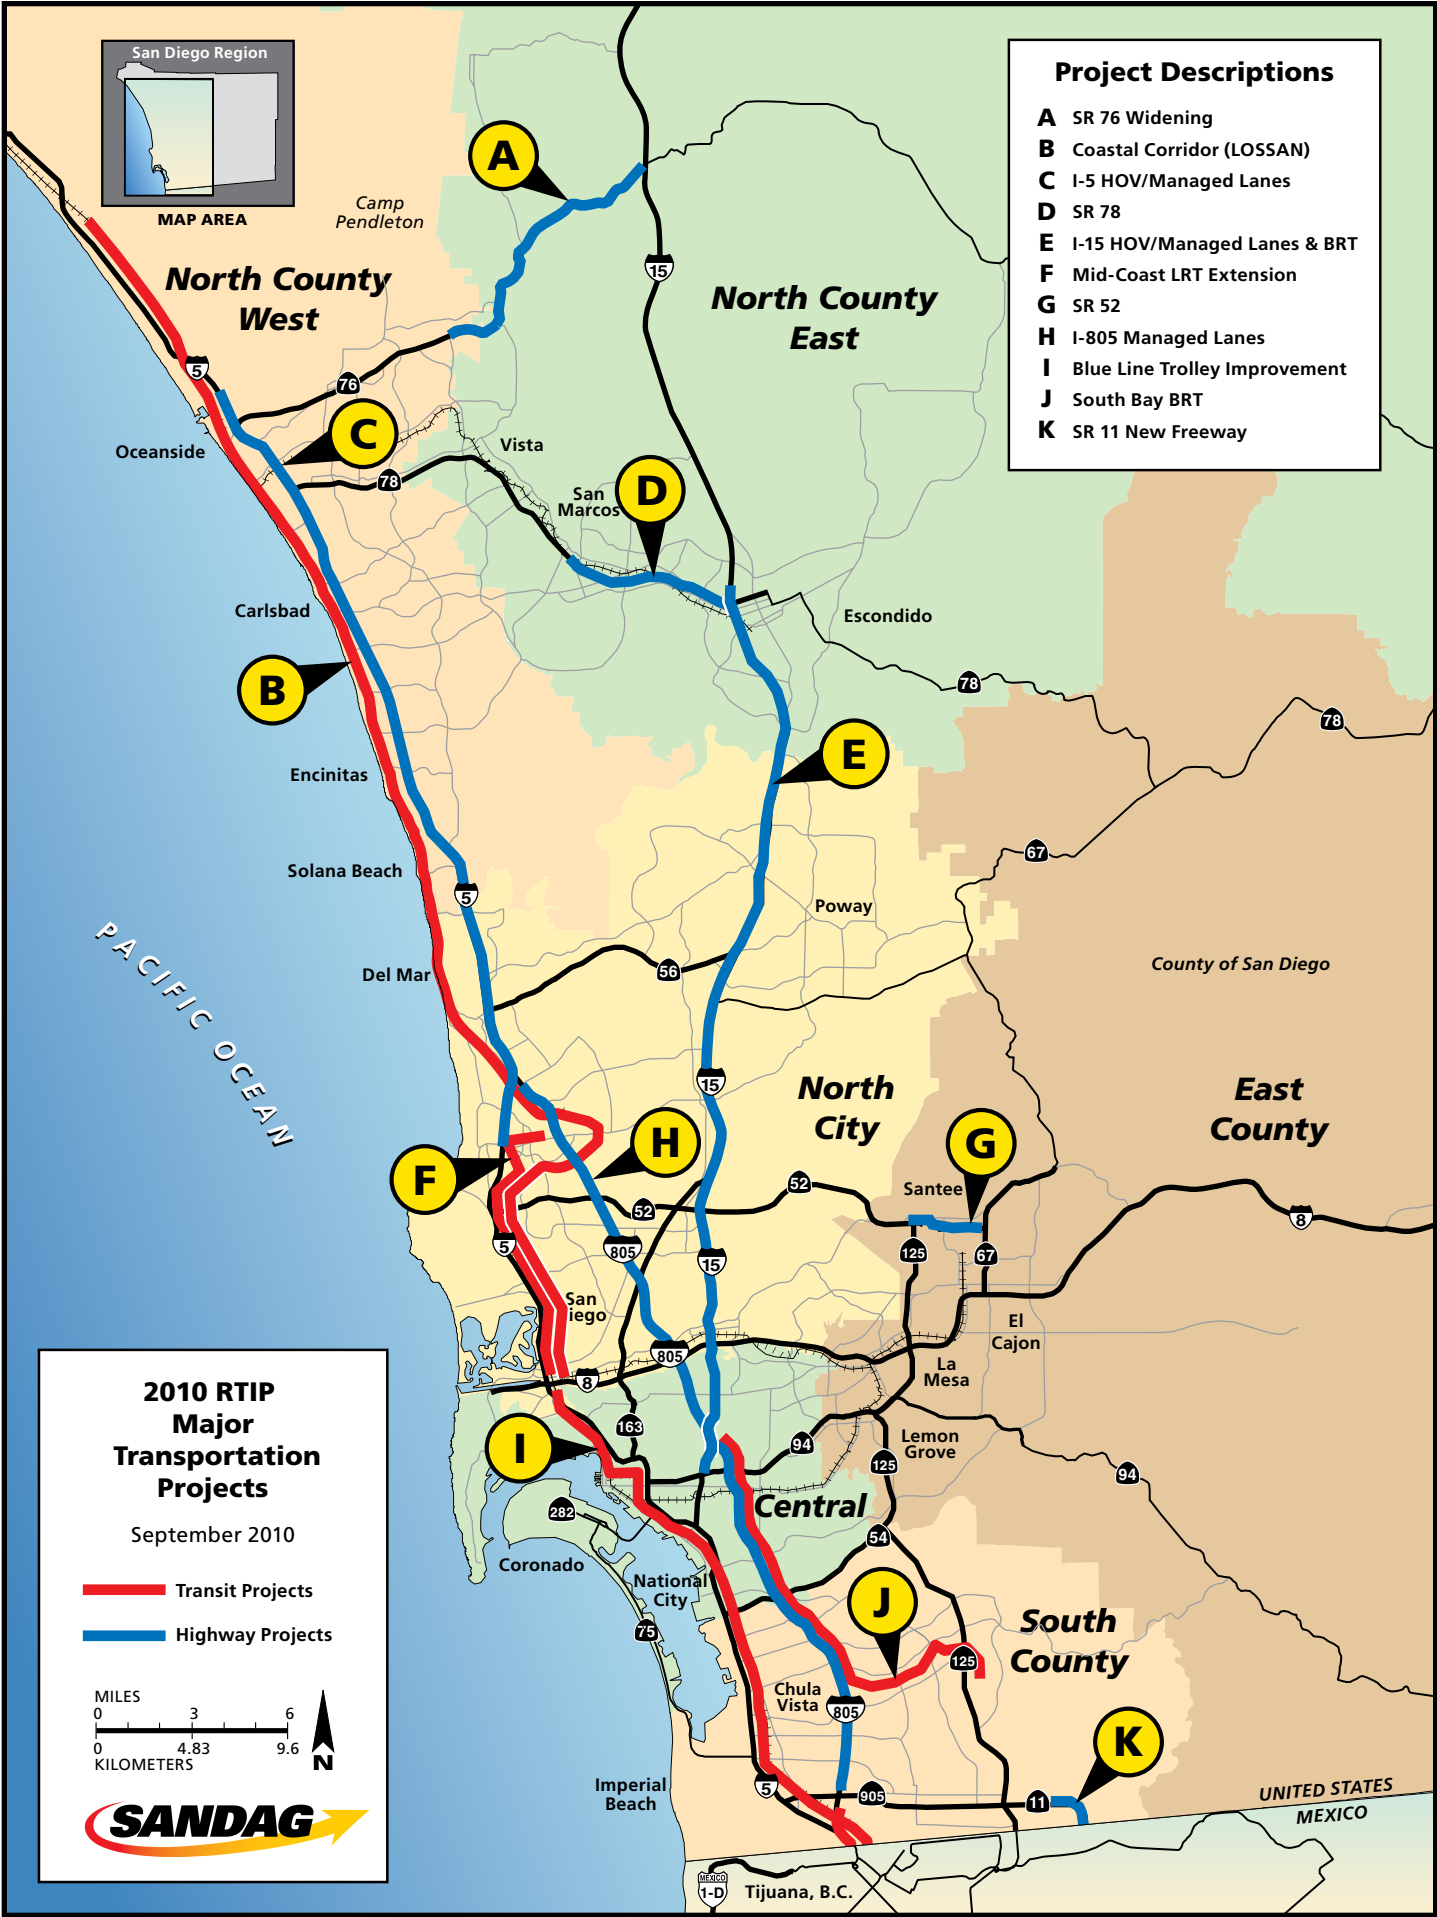 San Diego Region
MAP AREA
Project Descriptions
A SR 76 Widening
B Coastal Corridor (LOSSAN)
C I-5 HOV/Managed Lanes
D SR 78
E I-15 HOV/Managed Lanes & BRT
F Mid-Coast LRT Extension
G SR 52
H I-805 Managed Lanes
I Blue Line Trolley Improvement
J South Bay BRT
K SR 11 New Freeway
A
Camp
Pendleton
North County
West
15
North County
East
5
76
C
Oceanside
Vista
78
San
Marcos
D
Carlsbad
Escondido
B
78
78
E
Encinitas
67
Solana Beach
5
Poway
PACIFIC OCEAN
Del Mar
56
County of San Diego
15
North
City
East
County
H
G
F
52
52
Santee
8
5
805
15
125
67
San
iego
El
Cajon
805
La
Mesa
8
163
I
94
Lemon
Grove
125
94
Central
282
54
Coronado
National
City
J
75
South
County
125
Chula
Vista
805
K
5
905
11
Imperial
Beach
UNITED STATES
MEXICO
MEXICO
1-D
Tijuana, B.C.
2010 RTIP
Major
Transportation
Projects
September 2010
Transit Projects
Highway Projects
MILES
0 3 6
0 4.83 9.6
KILOMETERS
N
SANDAG